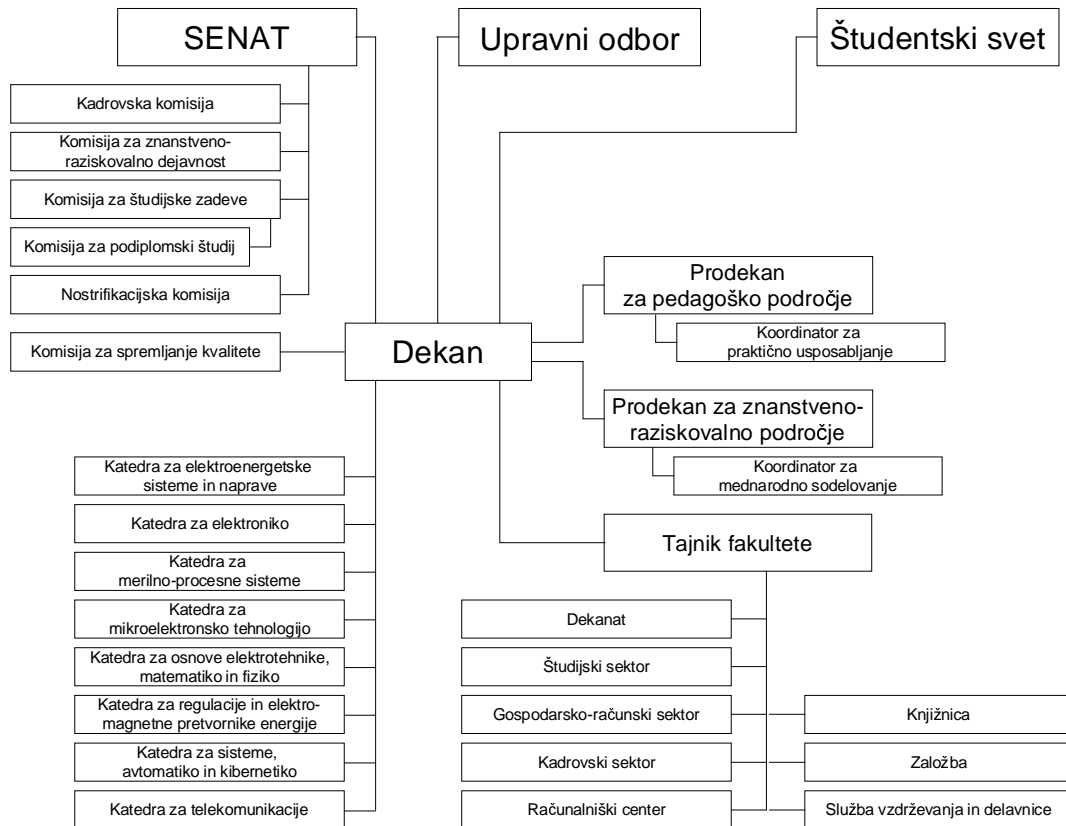 SENAT
Upravni odbor
Študentski svet
Kadrovska komisija
Komisija za znanstveno-
raziskovalno dejavnost
Komisija za študijske zadeve
Komisija za podiplomski študij
Nostrifikacijska komisija
Komisija za spremljanje kvalitete
Dekan
Prodekan
za pedagoško področje
Koordinator za
praktično usposabljanje
Prodekan za znanstveno-
raziskovalno področje
Koordinator za
mednarodno sodelovanje
Katedra za elektroenergetske
sisteme in naprave
Katedra za elektroniko
Katedra za
merilno-procesne sisteme
Katedra za
mikroelektronsko tehnologijo
Katedra za osnove elektrotehnike,
matematiko in fiziko
Katedra za regulacije in elektro-
magnetne pretvornike energije
Katedra za sisteme,
avtomatiko in kibernetiko
Katedra za telekomunikacije
Tajnik fakultete
Dekanat
Študijski sektor
Gospodarsko-računski sektor
Kadrovski sektor
Računalniški center
Knjižnica
Založba
Služba vzdrževanja in delavnice